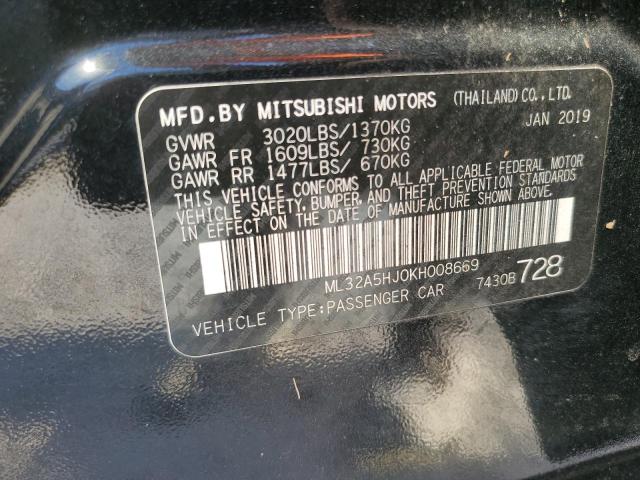 MFD.BY MITSUBISHI MOTORS (THAILAND)CO.,LTD.
GVWR 3020LBS/1370KG JAN 2019
GAWR FR 1609LBS/ 730KG
GAWR RR 1477LBS/ 670KG
THIS VEHICLE CONFORMS TO ALL APPLICABLE FEDERAL MOTOR
VEHICLE SAFETY, BUMPER, AND THEFT PREVENTION STANDARDS
IN EFFECT ON THE DATE OF MANUFACTURE SHOWN ABOVE.
ML32A5HJ0KH008669
VEHICLE TYPE:PASSENGER CAR 7430B 728